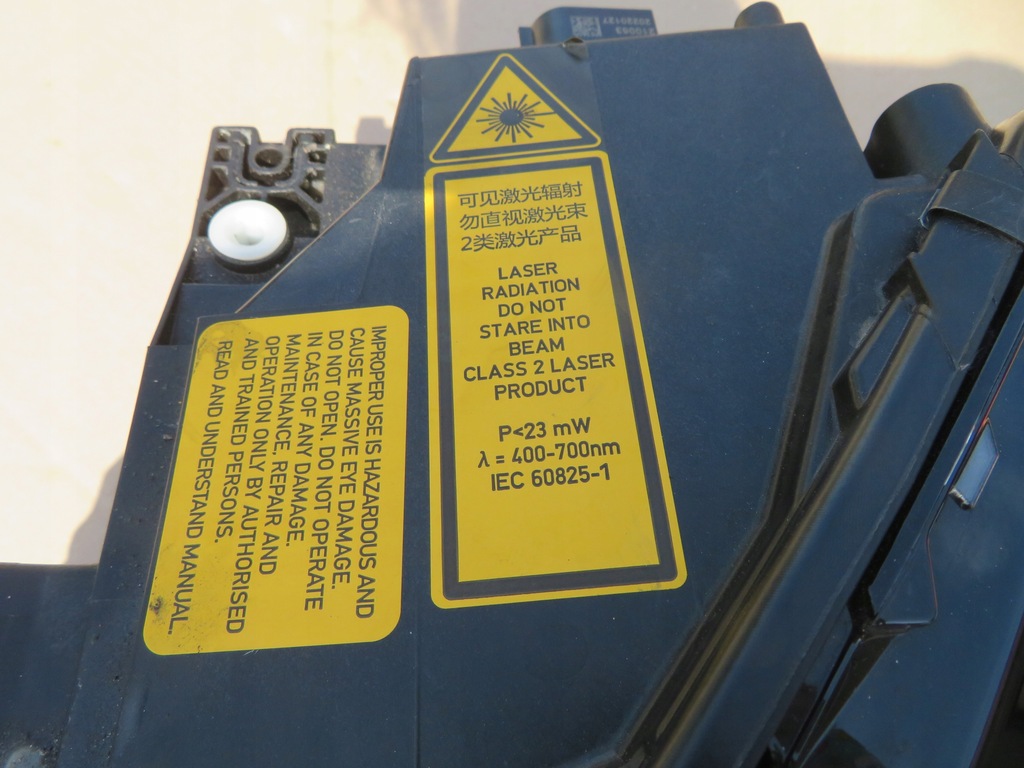 210063
20220127
可见激光辐射
勿直视激光束
2类激光产品
LASER
RADIATION
DO NOT
STARE INTO
BEAM
CLASS 2 LASER
PRODUCT
P<23 mW
λ = 400-700nm
IEC 60825-1
IMPROPER USE IS HAZARDOUS AND
CAUSE MASSIVE EYE DAMAGE.
DO NOT OPEN. DO NOT OPERATE
IN CASE OF ANY DAMAGE.
MAINTENANCE, REPAIR AND
OPERATION ONLY BY AUTHORISED
AND TRAINED PERSONS.
READ AND UNDERSTAND MANUAL.